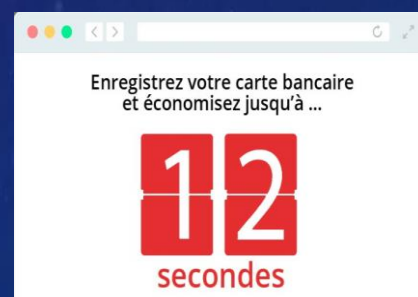 Enregistrez votre carte bancaire
et économisez jusqu'à ...
12
secondes